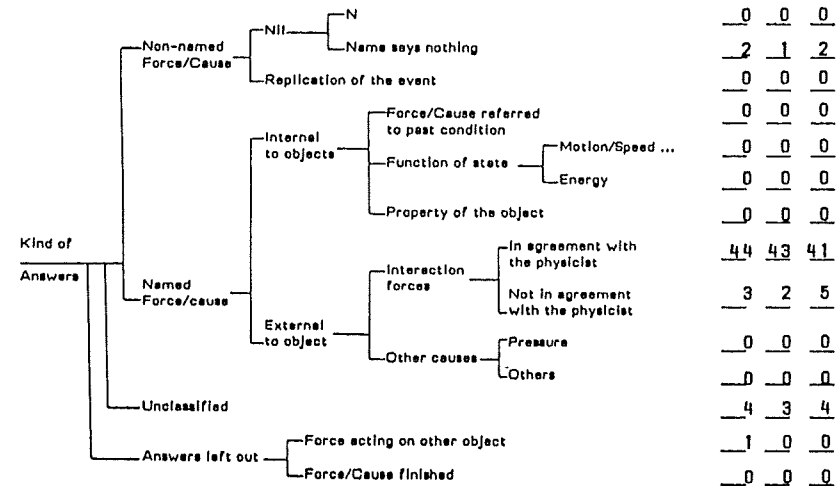 N
0 0 0
Nil
Non-named
Force/Cause
Name says nothing
2 1 2
Replication of the event
0 0 0
Force/Cause referred
to past condition
0 0 0
Internal
to objects
Motion/Speed ...
0 0 0
Function of state
Energy
0 0 0
Property of the object
0 0 0
Kind of
Answers
In agreement with
the physicist
44 43 41
Interaction
forces
Named
Force/cause
Not in agreement
with the physicist
3 2 5
External
to object
Pressure
0 0 0
Other causes
Others
0 0 0
Unclassified
4 3 4
Force acting on other object
1 0 0
Answers left out
Force/Cause finished
0 0 0